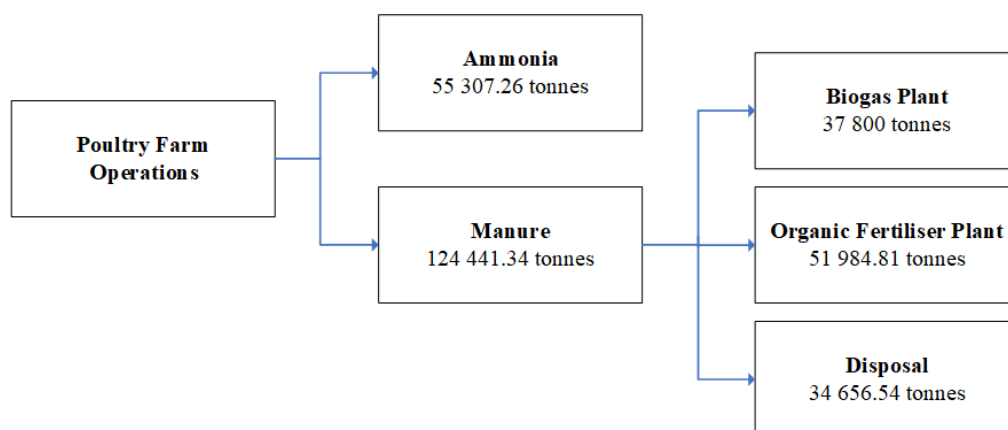 Poultry Farm
Operations
Ammonia
55 307.26 tonnes
Manure
124 441.34 tonnes
Biogas Plant
37 800 tonnes
Organic Fertiliser Plant
51 984.81 tonnes
Disposal
34 656.54 tonnes